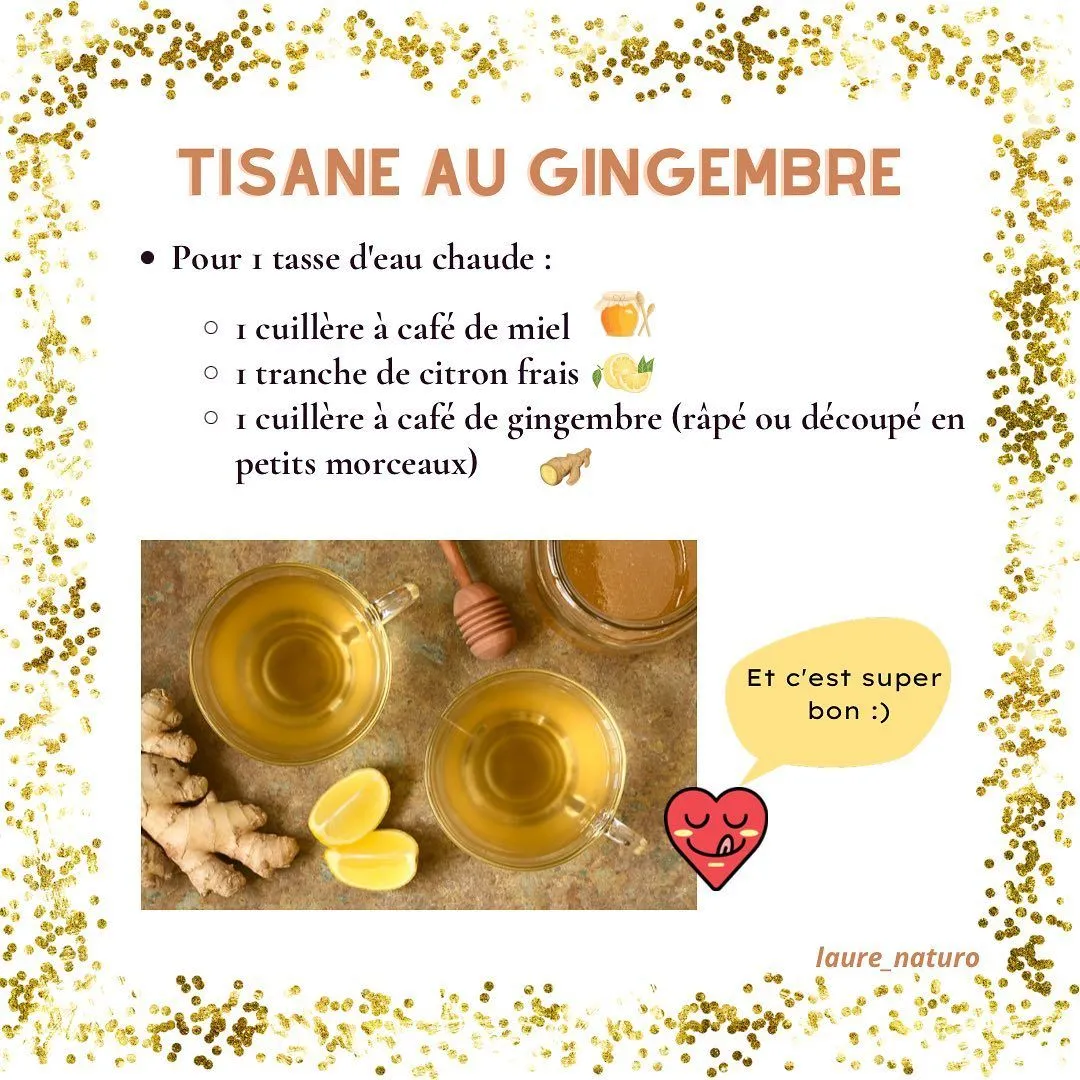 TISANE AU GINGEMBRE
Pour 1 tasse d'eau chaude :
1 cuillère à café de miel
1 tranche de citron frais
1 cuillère à café de gingembre (râpé ou découpé en
petits morceaux)
Et c'est super
bon :)
laure_naturo